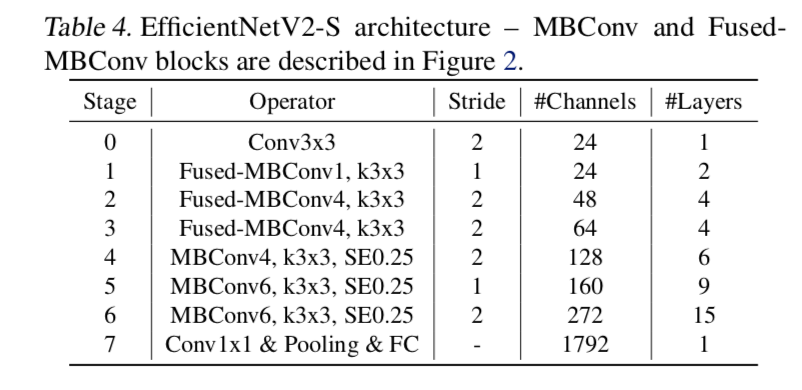 Table 4. EfficientNetV2-S architecture – MBConv and Fused-
MBConv blocks are described in Figure 2.
Stage Operator Stride #Channels #Layers
0 Conv3x3 2 24 1
1 Fused-MBConv1, k3x3 1 24 2
2 Fused-MBConv4, k3x3 2 48 4
3 Fused-MBConv4, k3x3 2 64 4
4 MBConv4, k3x3, SE0.25 2 128 6
5 MBConv6, k3x3, SE0.25 1 160 9
6 MBConv6, k3x3, SE0.25 2 272 15
7 Conv1x1 & Pooling & FC - 1792 1